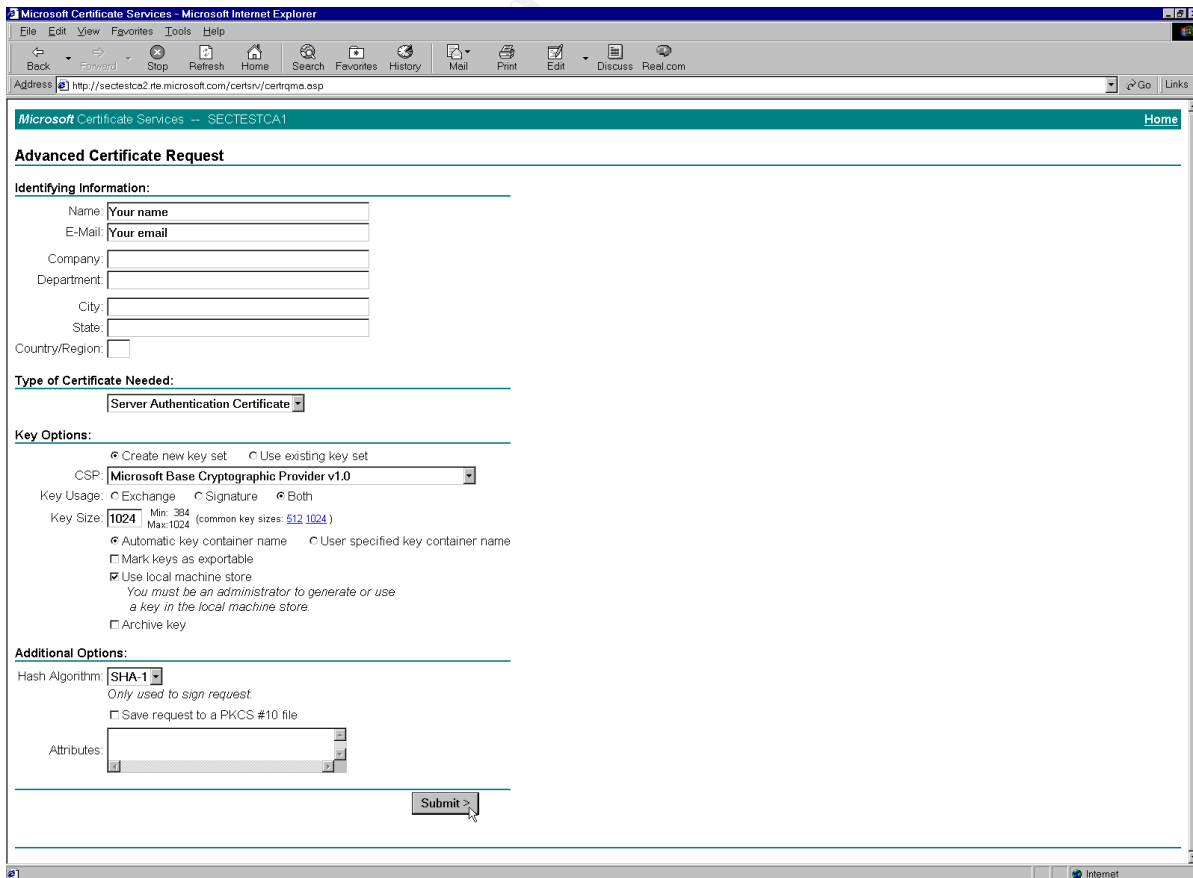 Microsoft Certificate Services - Microsoft Internet Explorer
File Edit View Favorites Tools Help
Back Forward Stop Refresh Home Search Favorites History Mail Print Edit Discuss Real.com
Address http://sectestca2.rte.microsoft.com/certsrv/certrqma.asp Go Links
Microsoft Certificate Services -- SECTESTCA1 Home
Advanced Certificate Request
Identifying Information:
Name: Your name
E-Mail: Your email
Company:
Department:
City:
State:
Country/Region:
Type of Certificate Needed:
Server Authentication Certificate
Key Options:
Create new key set Use existing key set
CSP: Microsoft Base Cryptographic Provider v1.0
Key Usage: Exchange Signature Both
Key Size: 1024 Min: 384 Max:1024 (common key sizes: 512 1024 )
Automatic key container name User specified key container name
Mark keys as exportable
Use local machine store
You must be an administrator to generate or use
a key in the local machine store.
Archive key
Additional Options:
Hash Algorithm: SHA-1
Only used to sign request.
Save request to a PKCS #10 file
Attributes:
Submit >
Internet